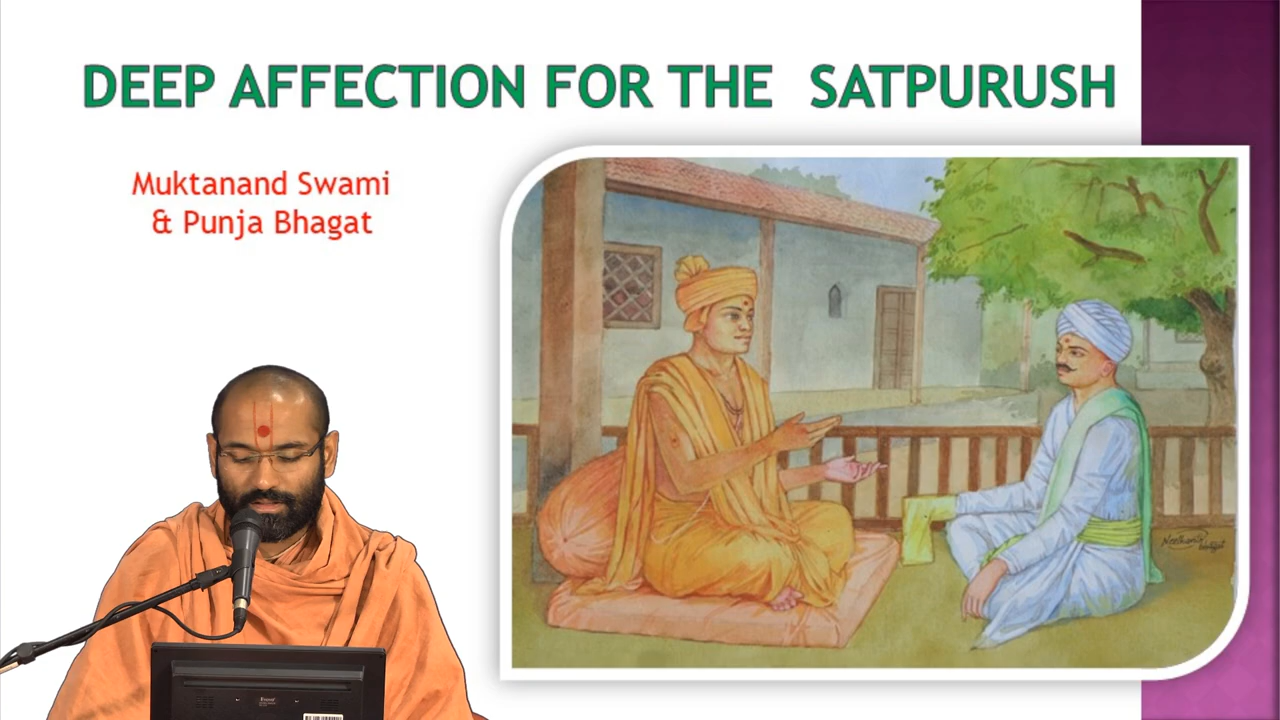 DEEP AFFECTION FOR THE SATPURUSH
Muktanand Swami
& Punja Bhagat